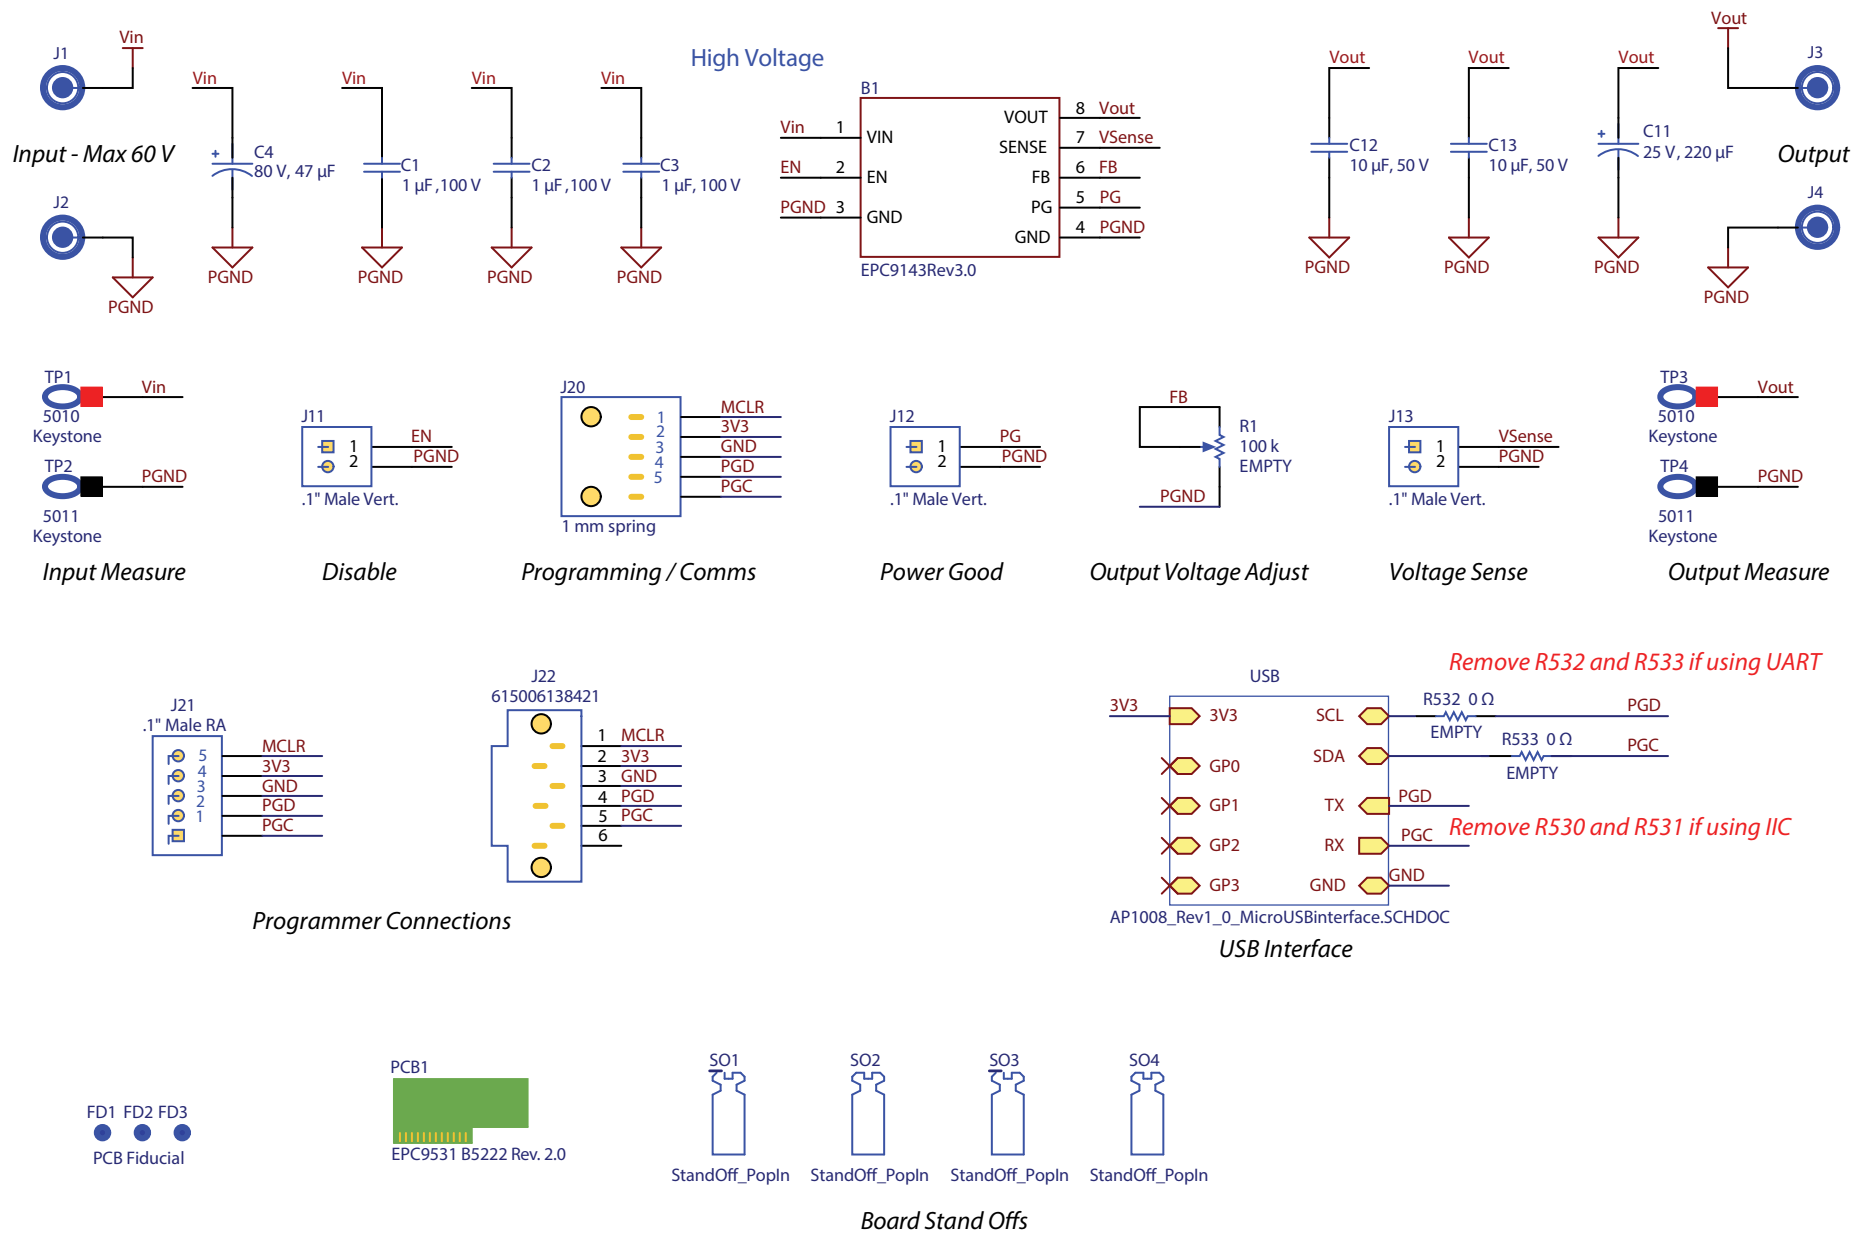 High Voltage
J1
Vin
Input - Max 60 V
J2
PGND
Vin
C4
80 V, 47 µF
PGND
Vin
C1
1 µF ,100 V
PGND
Vin
C2
1 µF ,100 V
PGND
Vin
C3
1 µF, 100 V
PGND
B1
Vin 1 VIN
EN 2 EN
PGND 3 GND
VOUT 8 Vout
SENSE 7 VSense
FB 6 FB
PG 5 PG
GND 4 PGND
EPC9143Rev3.0
Vout
C12
10 µF, 50 V
PGND
Vout
C13
10 µF, 50 V
PGND
Vout
C11
25 V, 220 µF
PGND
Vout
J3
Output
J4
PGND
TP1
Vin
5010
Keystone
TP2
PGND
5011
Keystone
Input Measure
J11
1 EN
2 PGND
.1" Male Vert.
Disable
J20
1 MCLR
2 3V3
3 GND
4 PGD
5 PGC
1 mm spring
Programming / Comms
J12
1 PG
2 PGND
.1" Male Vert.
Power Good
FB
R1
100 k
EMPTY
PGND
Output Voltage Adjust
J13
1 VSense
2 PGND
.1" Male Vert.
Voltage Sense
TP3
Vout
5010
Keystone
TP4
PGND
5011
Keystone
Output Measure
J21
.1" Male RA
5 MCLR
4 3V3
3 GND
2 PGD
1 PGC
J22
615006138421
1 MCLR
2 3V3
3 GND
4 PGD
5 PGC
6
Programmer Connections
Remove R532 and R533 if using UART
USB
3V3
3V3
GP0
GP1
GP2
GP3
SCL
R532 0 Ω
EMPTY
PGD
SDA
R533 0 Ω
EMPTY
PGC
TX PGD
Remove R530 and R531 if using IIC
RX PGC
GND GND
AP1008_Rev1_0_MicroUSBinterface.SCHDOC
USB Interface
FD1 FD2 FD3
PCB Fiducial
PCB1
EPC9531 B5222 Rev. 2.0
SO1
StandOff_PopIn
SO2
StandOff_PopIn
SO3
StandOff_PopIn
SO4
StandOff_PopIn
Board Stand Offs